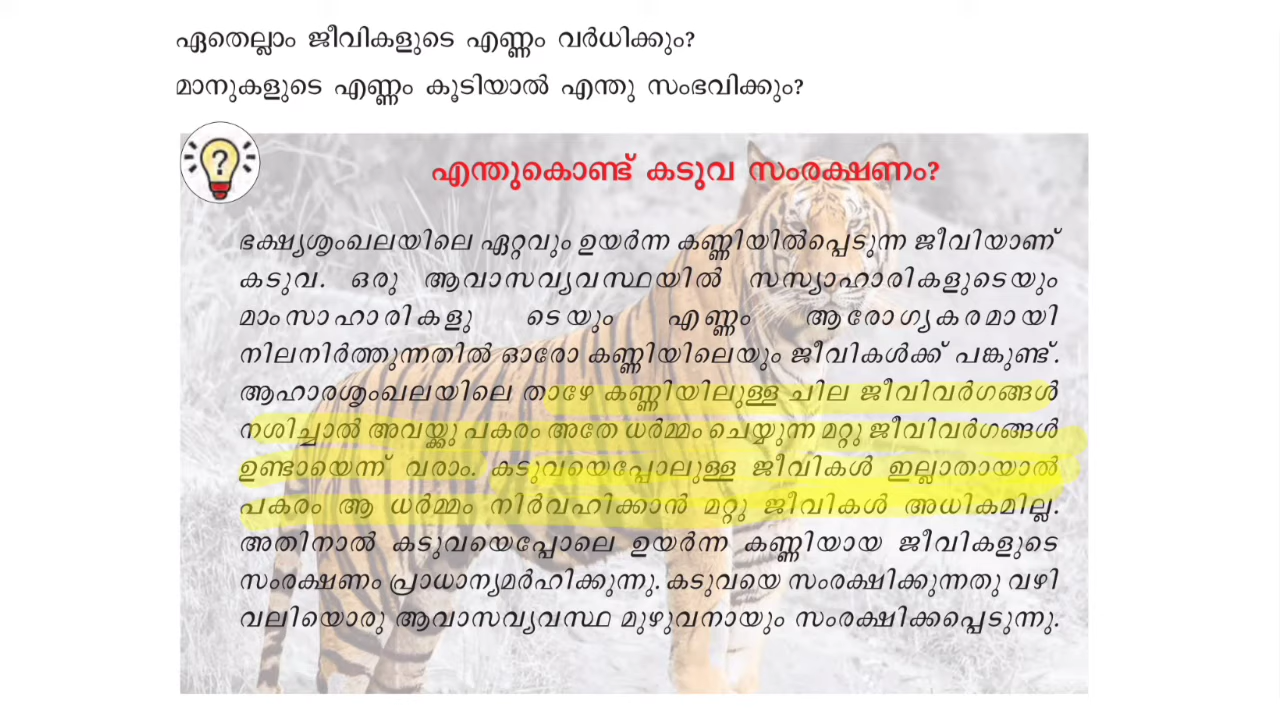 ഏതെല്ലാം ജീവികളുടെ എണ്ണം വർധിക്കും?
മാനുകളുടെ എണ്ണം കൂടിയാൽ എന്തു സംഭവിക്കും?
?
എന്തുകൊണ്ട് കടുവ സംരക്ഷണം?
ഭക്ഷ്യശൃംഖലയിലെ ഏറ്റവും ഉയർന്ന കണ്ണിയിൽപ്പെടുന്ന ജീവിയാണ്
കടുവ. ഒരു ആവാസവ്യവസ്ഥയിൽ സസ്യാഹാരികളുടെയും
മാംസാഹാരികളു ടെയും എണ്ണം ആരോഗ്യകരമായി
നിലനിർത്തുന്നതിൽ ഓരോ കണ്ണിയിലെയും ജീവികൾക്ക് പങ്കുണ്ട്.
ആഹാരശൃംഖലയിലെ താഴേ കണ്ണിയിലുള്ള ചില ജീവിവർഗങ്ങൾ
നശിച്ചാൽ അവയ്ക്കു പകരം അതേ ധർമ്മം ചെയ്യുന്ന മറ്റു ജീവിവർഗങ്ങൾ
ഉണ്ടായെന്ന് വരാം. കടുവയെപ്പോലുള്ള ജീവികൾ ഇല്ലാതായാൽ
പകരം ആ ധർമ്മം നിർവഹിക്കാൻ മറ്റു ജീവികൾ അധികമില്ല.
അതിനാൽ കടുവയെപ്പോലെ ഉയർന്ന കണ്ണിയായ ജീവികളുടെ
സംരക്ഷണം പ്രാധാന്യമർഹിക്കുന്നു. കടുവയെ സംരക്ഷിക്കുന്നതു വഴി
വലിയൊരു ആവാസവ്യവസ്ഥ മുഴുവനായും സംരക്ഷിക്കപ്പെടുന്നു.